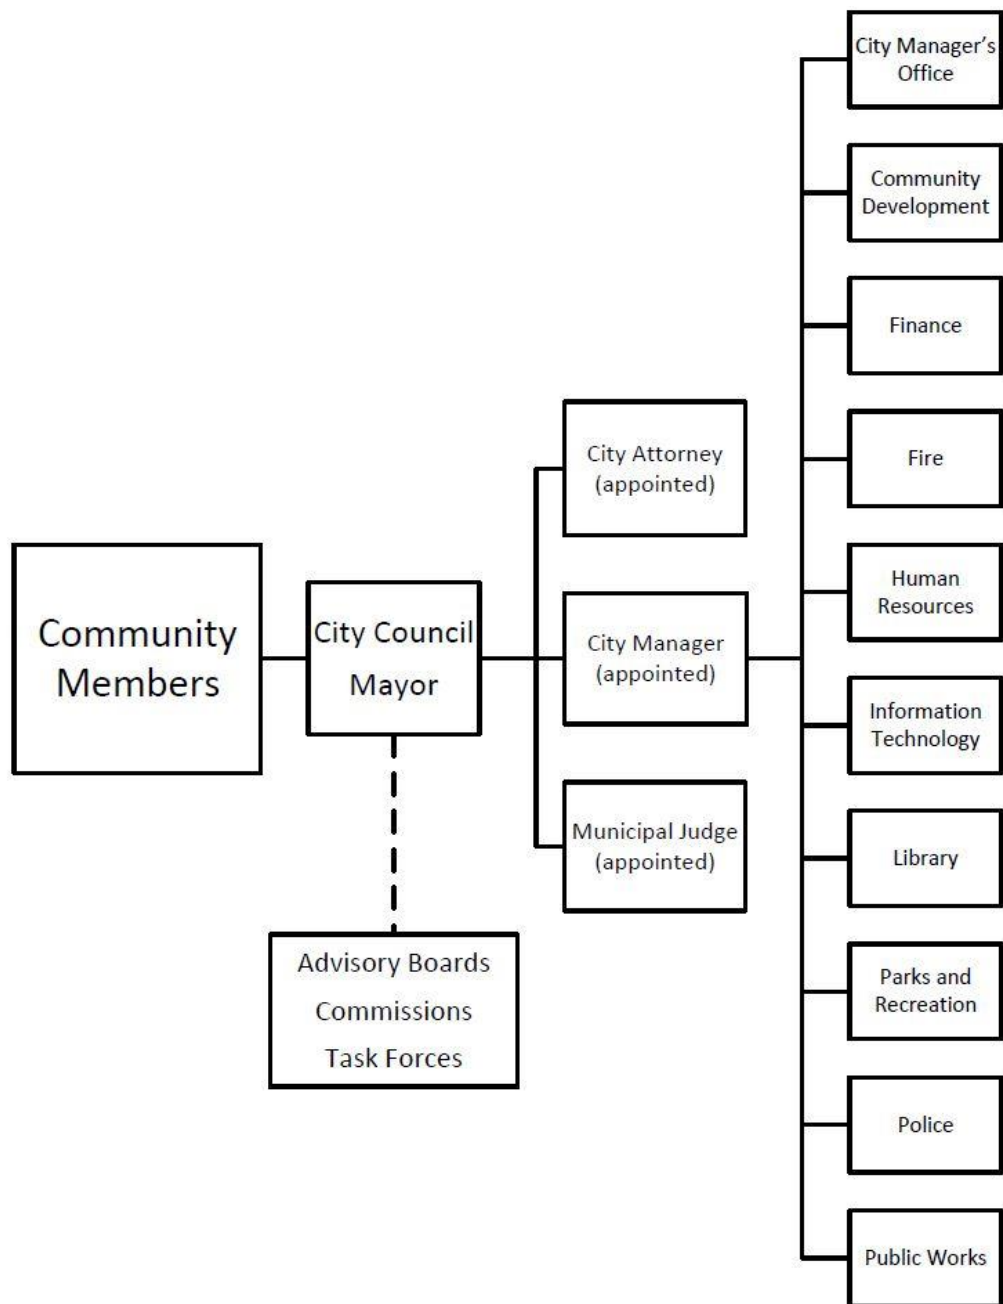 Community
Members
City Council
Mayor
Advisory Boards
Commissions
Task Forces
City Attorney
(appointed)
City Manager
(appointed)
Municipal Judge
(appointed)
City Manager’s
Office
Community
Development
Finance
Fire
Human
Resources
Information
Technology
Library
Parks and
Recreation
Police
Public Works